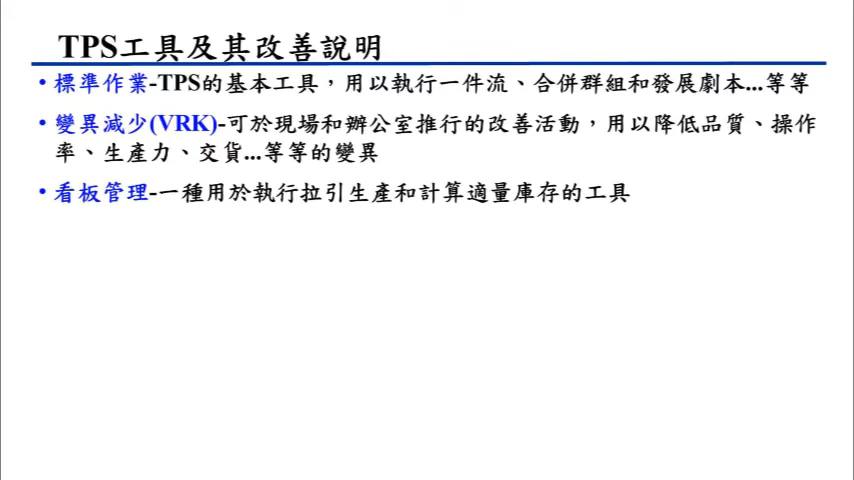 TPS工具及其改善說明
•標準作業-TPS的基本工具，用以執行一件流、合併群組和發展劇本...等等
•變異減少(VRK)-可於現場和辦公室推行的改善活動，用以降低品質、操作
率、生產力、交貨...等等的變異
•看板管理-一種用於執行拉引生產和計算適量庫存的工具